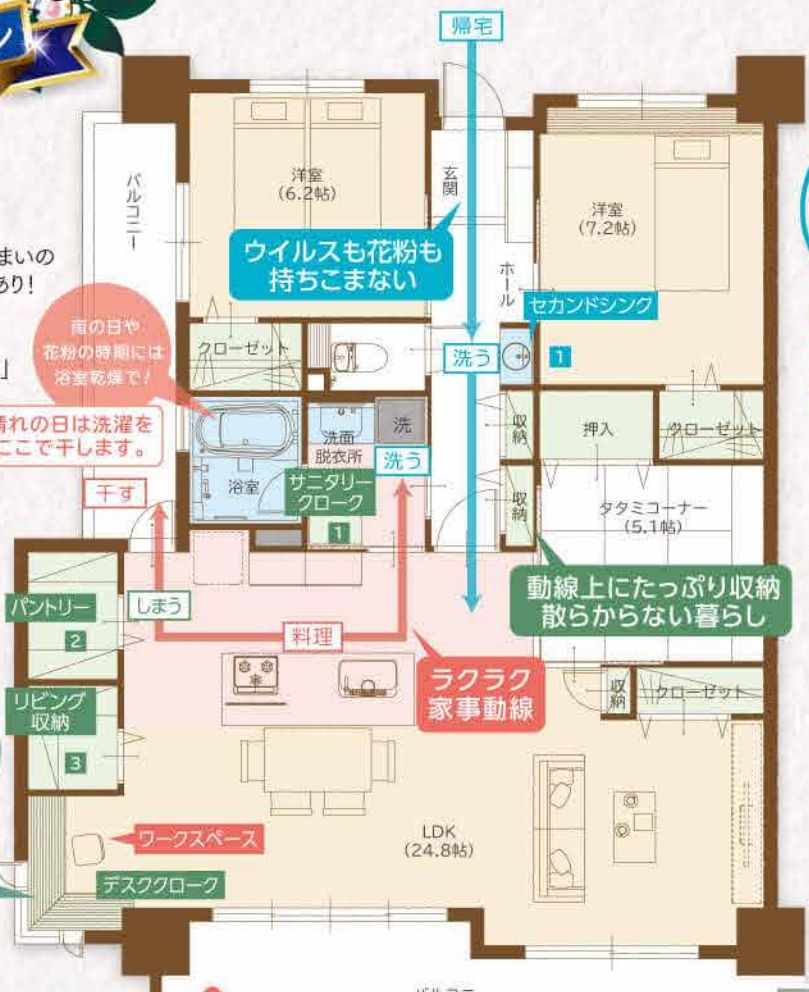 ン
帰宅
バルコニー
洋室
(6.2帖)
玄関
洋室
(7.2帖)
まいの
あり!
ウイルスも花粉も
持ちこまない
ホール
セカンドシンク
雨の日や
花粉の時期には
浴室乾燥で!
クローゼット
洗う
1
」
晴れの日は洗濯を
ここで干します。
洗面
脱衣所
洗
収納
押入
クローゼット
洗う
干す
浴室
サニタリー
クローク
1
収納
タタミコーナー
(5.1帖)
パントリー
2
しまう
動線上にたっぷり収納
散らからない暮らし
料理
リビング
収納
3
ラクラク
家事動線
収納
クローゼット
ワークスペース
LDK
(24.8帖)
デスククローク